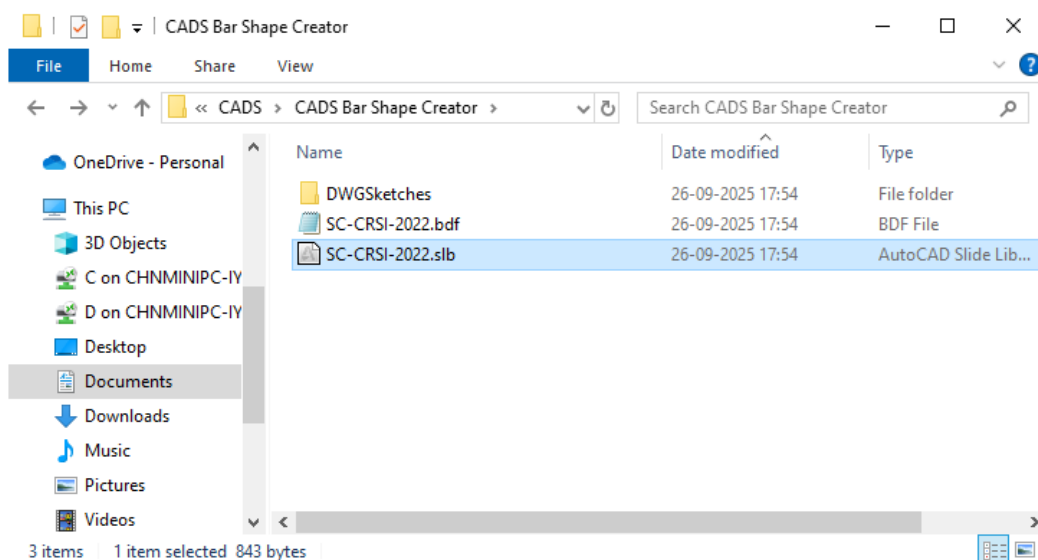 CADS Bar Shape Creator
File Home Share View
?
« CADS > CADS Bar Shape Creator > Search CADS Bar Shape Creator
OneDrive - Personal
This PC
3D Objects
C on CHNMINIPC-IY
D on CHNMINIPC-IY
Desktop
Documents
Downloads
Music
Pictures
Videos
Name Date modified Type
DWGSketches 26-09-2025 17:54 File folder
SC-CRSI-2022.bdf 26-09-2025 17:54 BDF File
SC-CRSI-2022.slb 26-09-2025 17:54 AutoCAD Slide Lib...
3 items 1 item selected 843 bytes